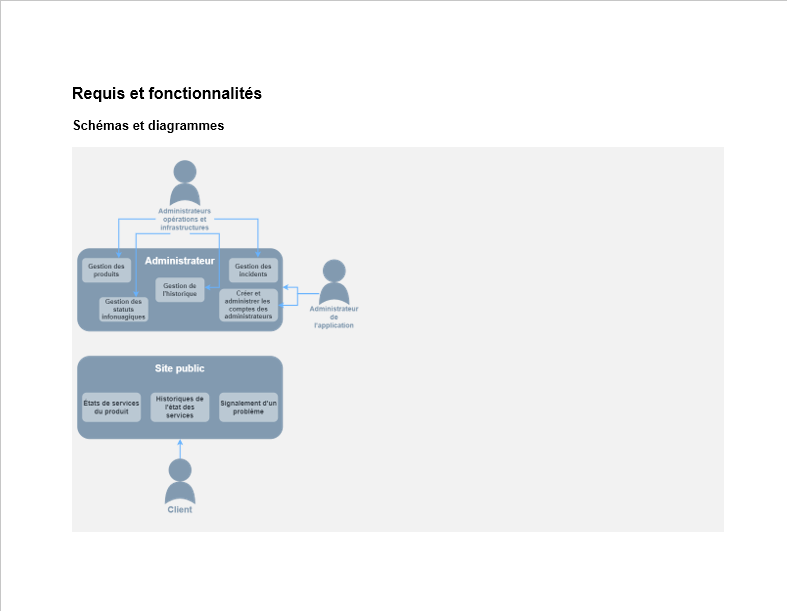 Requis et fonctionnalités
Schémas et diagrammes
Administrateurs
opérations et
infrastructures
Administrateur
Gestion des
produits
Gestion des
incidents
Gestion de
l'historique
Gestion des
statuts
infonuagiques
Créer et
administrer les
comptes des
administrateurs
Administrateur
de
l'application
Site public
États de services
du produit
Historiques de
l'état des
services
Signalement d'un
problème
Client